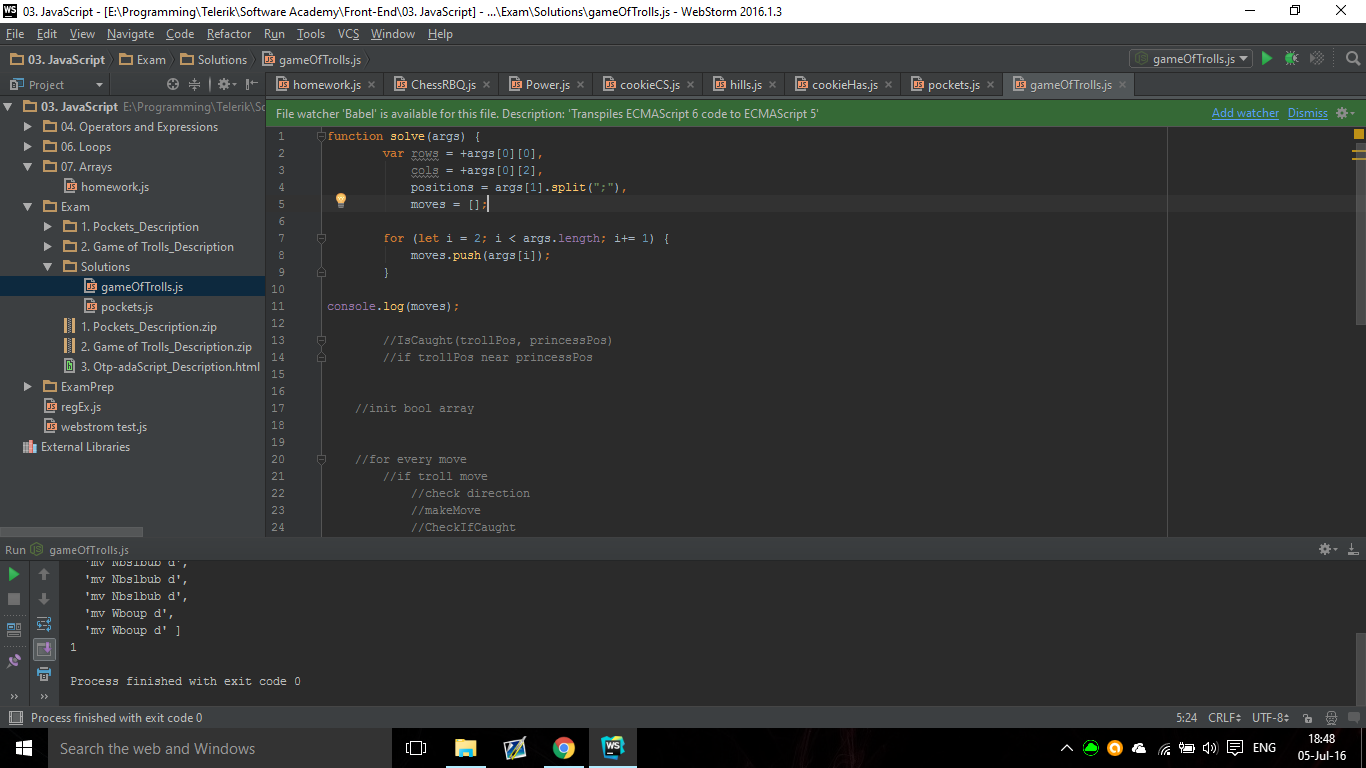 03. JavaScript - [E:\Programming\Telerik\Software Academy\Front-End\03. JavaScript] - ...\Exam\Solutions\gameOfTrolls.js - WebStorm 2016.1.3
File Edit View Navigate Code Refactor Run Tools VCS Window Help
03. JavaScript Exam Solutions gameOfTrolls.js gameOfTrolls.js
Project homework.js ChessRBQ.js Power.js cookieCS.js hills.js cookieHas.js pockets.js gameOfTrolls.js
03. JavaScript E:\Programming\Telerik\Sc
04. Operators and Expressions
06. Loops
07. Arrays
homework.js
Exam
1. Pockets_Description
2. Game of Trolls_Description
Solutions
gameOfTrolls.js
pockets.js
1. Pockets_Description.zip
2. Game of Trolls_Description.zip
3. Otp-adaScript_Description.html
ExamPrep
regEx.js
webstrom test.js
External Libraries
File watcher 'Babel' is available for this file. Description: 'Transpiles ECMAScript 6 code to ECMAScript 5' Add watcher Dismiss
1 function solve(args) {
2 var rows = +args[0][0],
3 cols = +args[0][2],
4 positions = args[1].split(";"),
5 moves = [];
6
7 for (let i = 2; i < args.length; i+= 1) {
8 moves.push(args[i]);
9 }
10
11 console.log(moves);
12
13 //IsCaught(trollPos, princessPos)
14 //if trollPos near princessPos
15
16
17 //init bool array
18
19
20 //for every move
21 //if troll move
22 //check direction
23 //makeMove
24 //CheckIfCaught
Run gameOfTrolls.js
'mv Nbslbub d',
'mv Nbslbub d',
'mv Nbslbub d',
'mv Wboup d',
'mv Wboup d' ]
1
Process finished with exit code 0
Process finished with exit code 0 5:24 CRLF UTF-8
Search the web and Windows
ENG
18:48
05-Jul-16